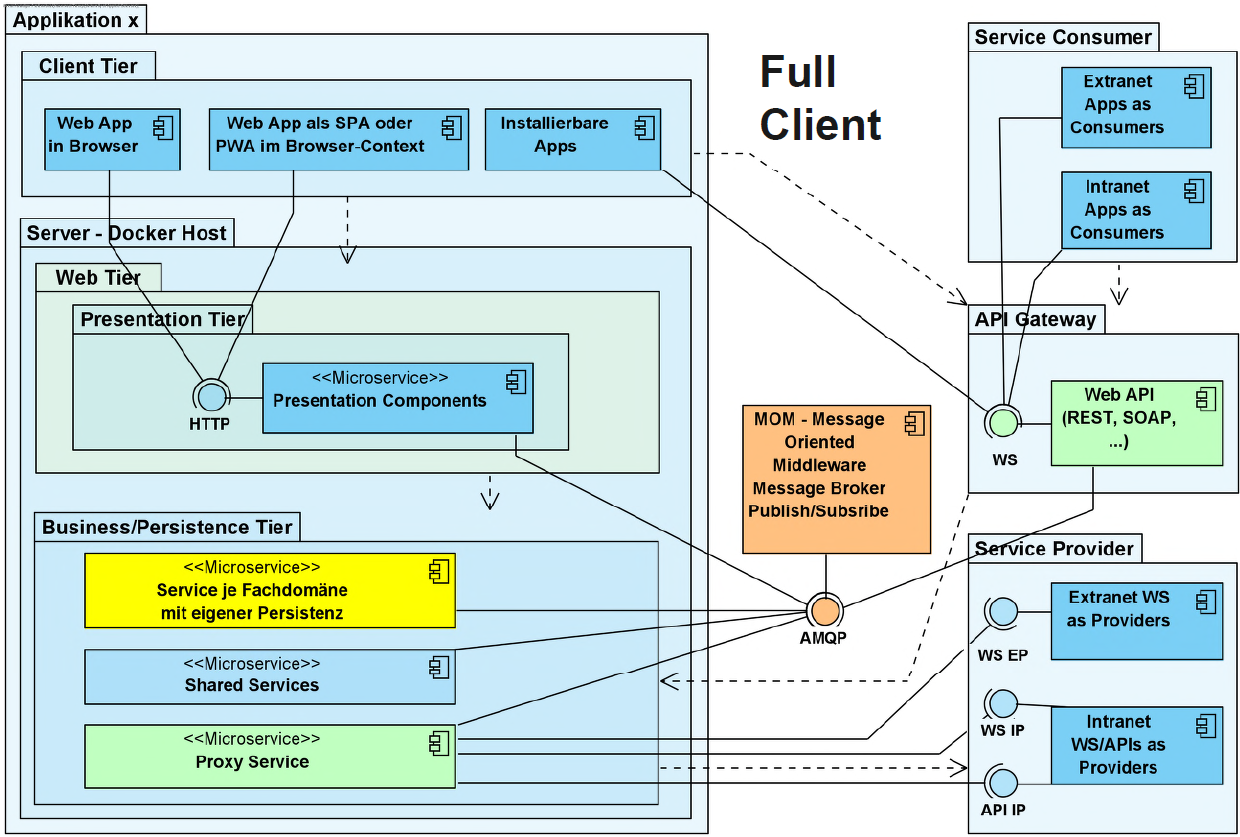 Applikation x
Client Tier
Web App
in Browser
Web App als SPA oder
PWA im Browser-Context
Installierbare
Apps
Full
Client
Service Consumer
Extranet
Apps as
Consumers
Intranet
Apps as
Consumers
Server - Docker Host
Web Tier
Presentation Tier
<<Microservice>>
Presentation Components
HTTP
API Gateway
Web API
(REST, SOAP,
...)
WS
MOM - Message
Oriented
Middleware
Message Broker
Publish/Subsribe
AMQP
Business/Persistence Tier
<<Microservice>>
Service je Fachdomäne
mit eigener Persistenz
<<Microservice>>
Shared Services
<<Microservice>>
Proxy Service
Service Provider
Extranet WS
as Providers
WS EP
Intranet
WS/APIs as
Providers
WS IP
API IP